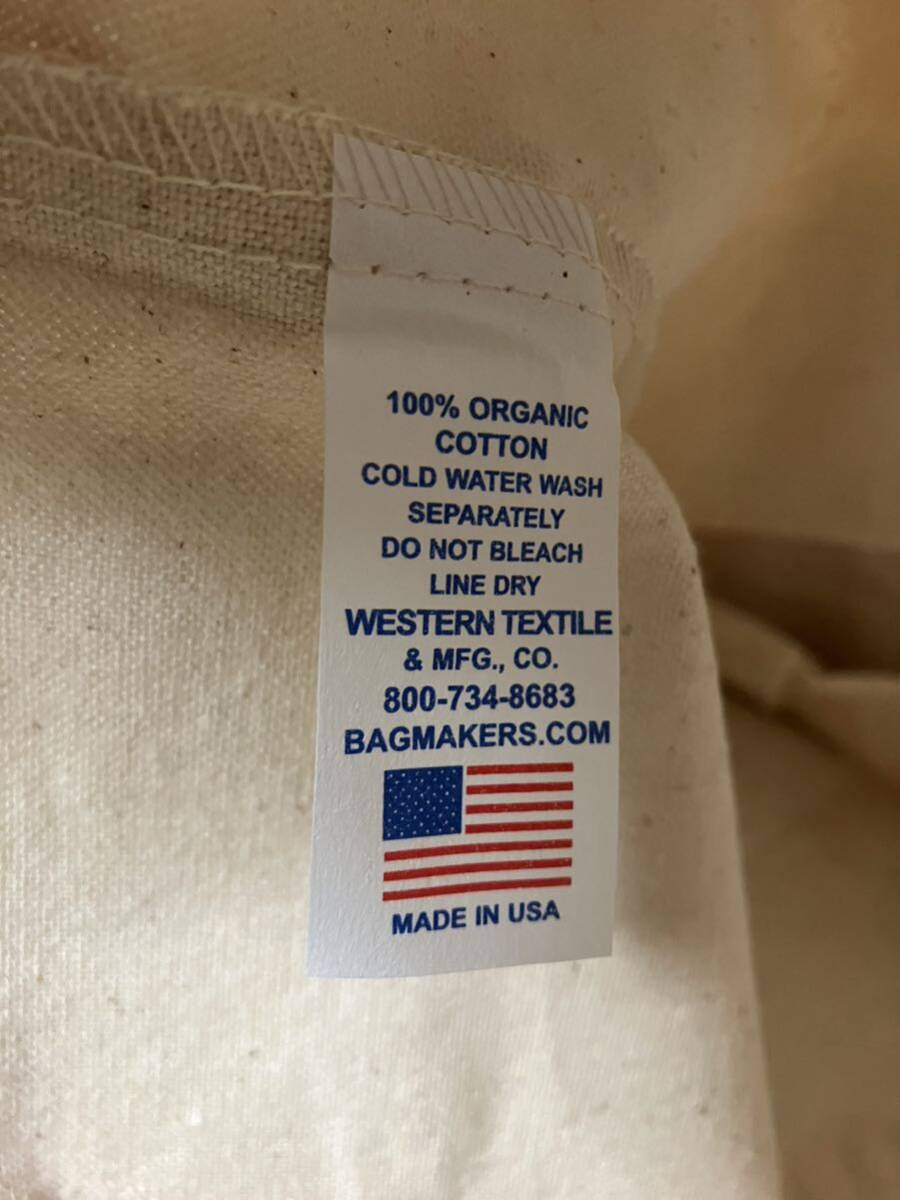 100% ORGANIC
COTTON
COLD WATER WASH
SEPARATELY
DO NOT BLEACH
LINE DRY
WESTERN TEXTILE
& MFG., CO.
800-734-8683
BAGMAKERS.COM
MADE IN USA